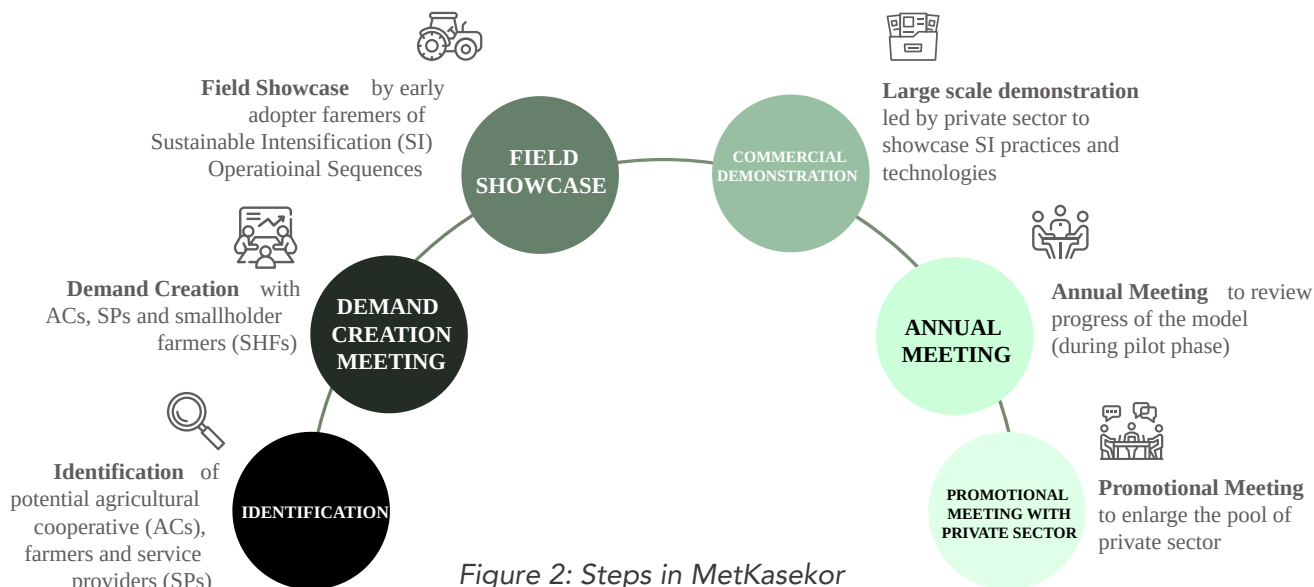 Field Showcase by early
adopter faremers of
Sustainable Intensification (SI)
Operatioinal Sequences
FIELD
SHOWCASE
COMMERCIAL
DEMONSTRATION
Large scale demonstration
led by private sector to
showcase SI practices and
technologies
Demand Creation with
ACs, SPs and smallholder
farmers (SHFs)
DEMAND
CREATION
MEETING
ANNUAL
MEETING
Annual Meeting to review
progress of the model
(during pilot phase)
Identification of
potential agricultural
cooperative (ACs),
farmers and service
providers (SPs)
IDENTIFICATION
PROMOTIONAL
MEETING WITH
PRIVATE SECTOR
Promotional Meeting
to enlarge the pool of
private sector
Figure 2: Steps in MetKasekor